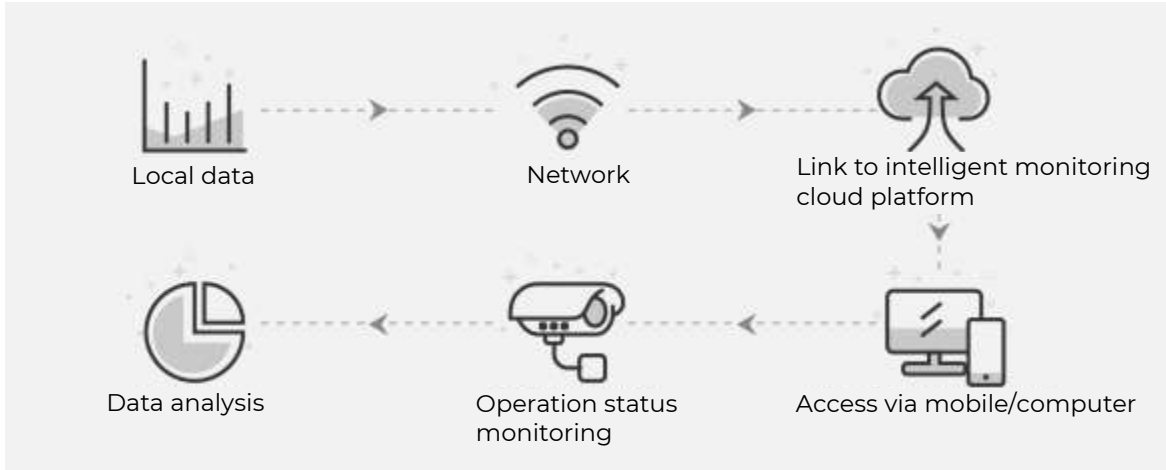 Local data
Network
Link to intelligent monitoring
cloud platform
Data analysis
Operation status
monitoring
Access via mobile/computer